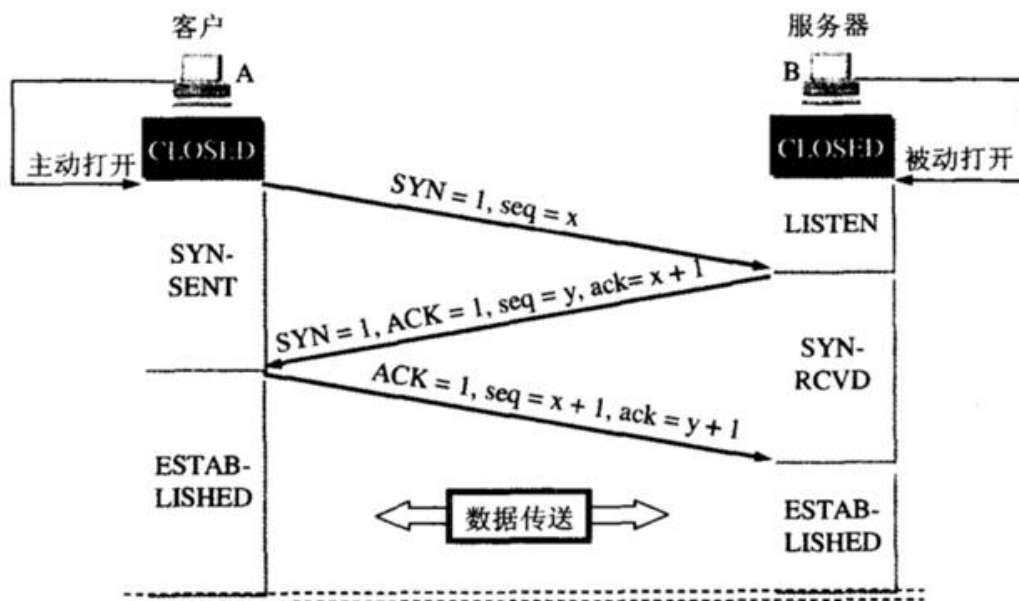 客户
服务器
A
B
CLOSED
CLOSED
主动打开
被动打开
SYN = 1, seq = x
LISTEN
SYN-
SENT
SYN = 1, ACK = 1, seq = y, ack= x + 1
SYN-
RCVD
ACK = 1, seq = x + 1, ack = y + 1
ESTAB-
LISHED
数据传送
ESTAB-
LISHED